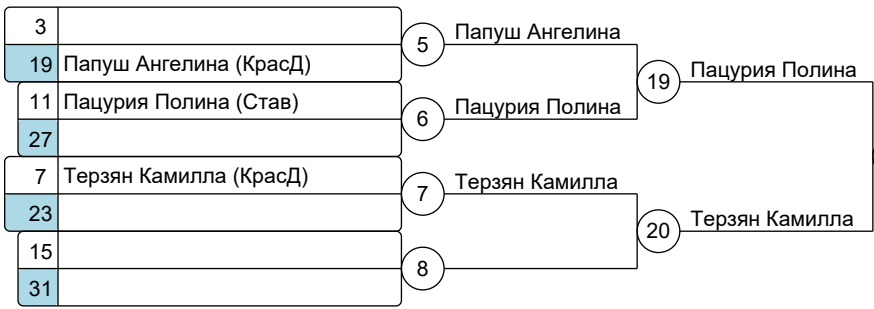 3
5 Папуш Ангелина
19 Папуш Ангелина (КрасД)
19 Пацурия Полина
11 Пацурия Полина (Став)
6 Пацурия Полина
27
7 Терзян Камилла (КрасД)
7 Терзян Камилла
23
20 Терзян Камилла
15
8
31